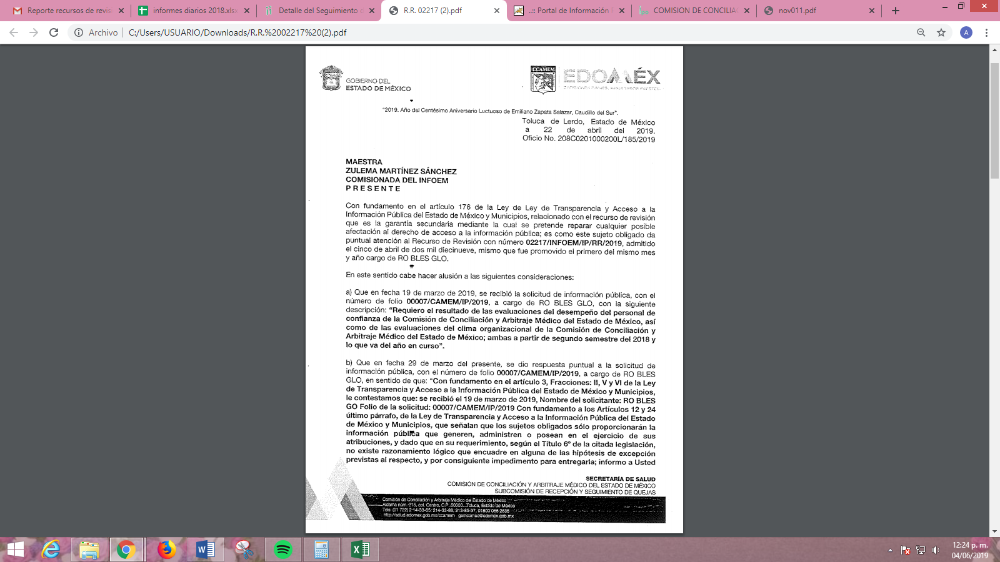 Reporte recursos de revis
informes diarios 2018.xlsx
Detalle del Seguimiento d
R.R. 02217 (2).pdf
..:: Portal de Información P
COMISION DE CONCILIAC
nov011.pdf
Archivo
C:/Users/USUARIO/Downloads/R.R.%2002217%20(2).pdf
A
GOBIERNO DEL
ESTADO DE MÉXICO
CCAMEM
EDOMÉX
DECISIONES FIRMES, RESULTADOS FUERTES.
"2019. Año del Centésimo Aniversario Luctuoso de Emiliano Zapata Salazar, Caudillo del Sur".
Toluca de Lerdo, Estado de México
a 22 de abril del 2019.
Oficio No. 208C0201000200L/185/2019
MAESTRA
ZULEMA MARTÍNEZ SÁNCHEZ
COMISIONADA DEL INFOEM
P R E S E N T E
Con fundamento en el artículo 176 de la Ley de Ley de Transparencia y Acceso a la
Información Pública del Estado de México y Municipios, relacionado con el recurso de revisión
que es la garantía secundaria mediante la cual se pretende reparar cualquier posible
afectación al derecho de acceso a la información pública; es como este sujeto obligado da
puntual atención al Recurso de Revisión con número 02217/INFOEM/IP/RR/2019, admitido
el cinco de abril de dos mil diecinueve, mismo que fue promovido el primero del mismo mes
y año cargo de RO BLES GLO.
En este sentido cabe hacer alusión a las siguientes consideraciones:
a) Que en fecha 19 de marzo de 2019, se recibió la solicitud de información pública, con el
número de folio 00007/CAMEM/IP/2019, a cargo de RO BLES GLO, con la siguiente
descripción: "Requiero el resultado de las evaluaciones del desempeño del personal de
confianza de la Comisión de Conciliación y Arbitraje Médico del Estado de México, así
como de las evaluaciones del clima organizacional de la Comisión de Conciliación y
Arbitraje Médico del Estado de México; ambas a partir de segundo semestre del 2018 y
lo que va del año en curso".
b) Que en fecha 29 de marzo del presente, se dio respuesta puntual a la solicitud de
información pública, con el número de folio 00007/CAMEM/IP/2019, a cargo de RO BLES
GLO, en sentido de que: "Con fundamento en el artículo 3, Fracciones: II, V y VI de la Ley
de Transparencia y Acceso a la Información Pública del Estado de México y Municipios,
le contestamos que: se recibió el 19 de marzo de 2019, Nombre del solicitante: RO BLES
GO Folio de la solicitud: 00007/CAMEM/IP/2019 Con fundamento a los Artículos 12 y 24
último párrafo, de la Ley de Transparencia y Acceso a la Información Pública del Estado
de México y Municipios, que señalan que los sujetos obligados sólo proporcionarán la
información pública que generen, administren o posean en el ejercicio de sus
atribuciones, y dado que en su requerimiento, según el Título 6° de la citada legislación,
no existe razonamiento lógico que encuadre en alguna de las hipótesis de excepción
previstas al respecto, y por consiguiente impedimento para entregarla; informo a Usted
SECRETARÍA DE SALUD
COMISIÓN DE CONCILIACIÓN Y ARBITRAJE MÉDICO DEL ESTADO DE MÉXICO
SUBCOMISIÓN DE RECEPCIÓN Y SEGUIMIENTO DE QUEJAS
Comisión de Conciliación y Arbitraje Médico del Estado de México
Aldama núm. 215, col. Centro, C.P. 50000, Toluca, Estado de México
Tels: (01 722) 2-14-33-65, 214-33-86; 213-85-37, 01800 055 2636
http://salud.edomex.gob.mx/ccamem gemcamed@edomex.gob.mx
12:24 p. m.
04/06/2019